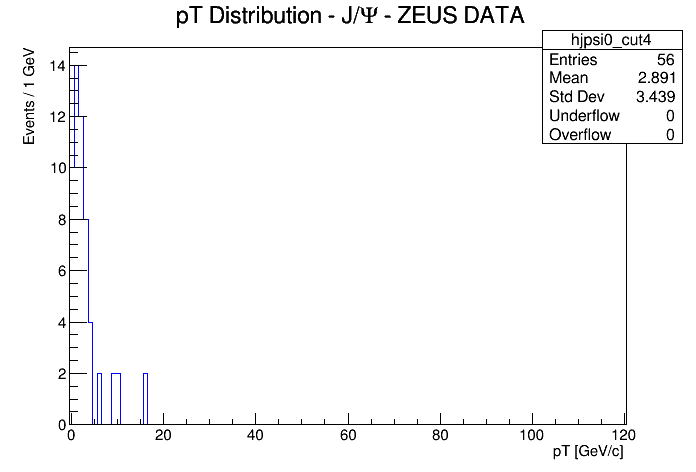 pT Distribution - J/Ψ - ZEUS DATA
hjpsi0_cut4
Entries 56
Mean 2.891
Std Dev 3.439
Underflow 0
Overflow 0
Events / 1 GeV
14
12
10
8
6
4
2
0
0 20 40 60 80 100 120
pT [GeV/c]